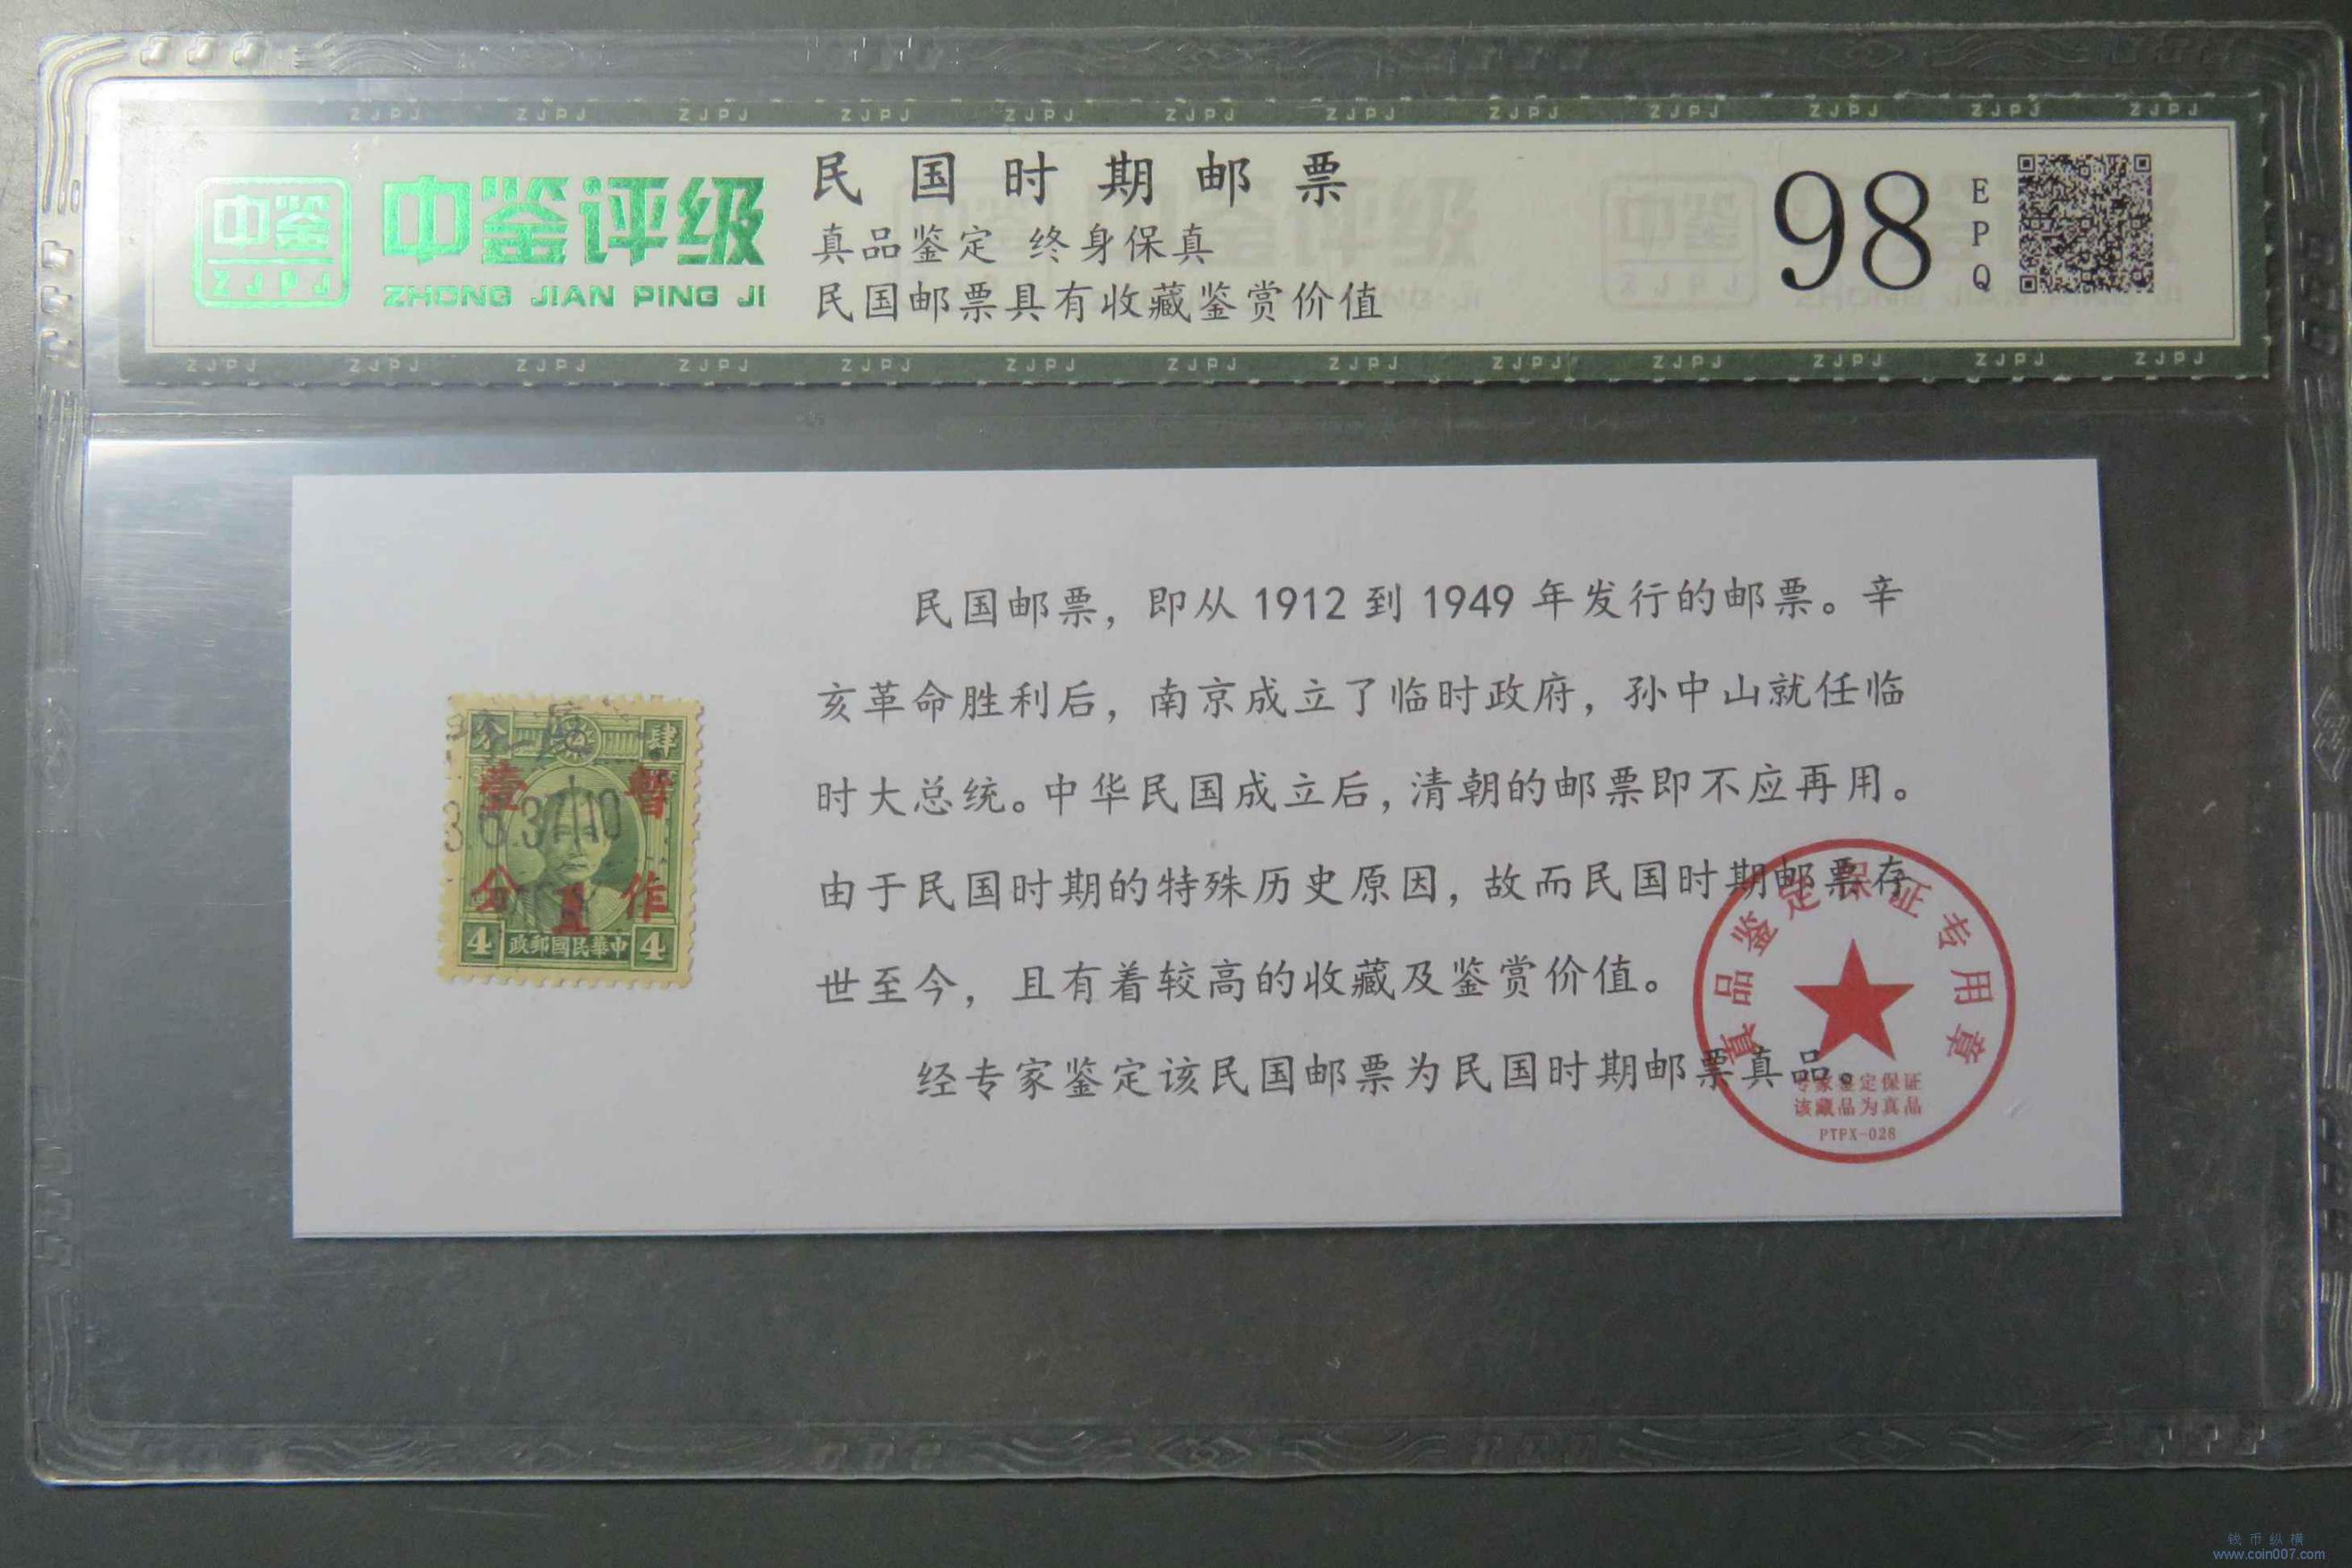 ZJPJ ZJPJ ZJPJ ZJPJ ZJPJ ZJPJ ZJPJ ZJPJ ZJPJ ZJPJ ZJPJ ZJPJ
中鉴
ZJPJ
中鉴评级
ZHONG JIAN PING JI
民国时期邮票
真品鉴定 终身保真
民国邮票具有收藏鉴赏价值
98
E
P
Q
ZJPJ ZJPJ ZJPJ ZJPJ ZJPJ ZJPJ ZJPJ ZJPJ ZJPJ ZJPJ ZJPJ ZJPJ ZJPJ
肆
暂作
壹分
1
4 政郵國民華中 4
民国邮票，即从1912到1949年发行的邮票。辛
亥革命胜利后，南京成立了临时政府，孙中山就任临
时大总统。中华民国成立后，清朝的邮票即不应再用。
由于民国时期的特殊历史原因，故而民国时期邮票存
世至今，且有着较高的收藏及鉴赏价值。
经专家鉴定该民国邮票为民国时期邮票真品。
真品鉴定保证专用章
专家鉴定保证
该藏品为真品
PTPX-028
钱币纵横
www.coin007.com